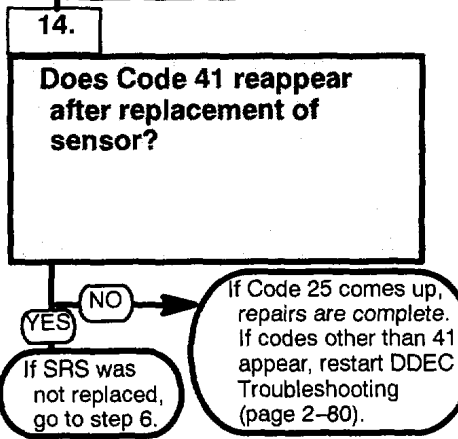 14.
Does Code 41 reappear
after replacement of
sensor?
NO
YES
If SRS was
not replaced,
go to step 6.
If Code 25 comes up,
repairs are complete.
If codes other than 41
appear, restart DDEC
Troubleshooting
(page 2–80).